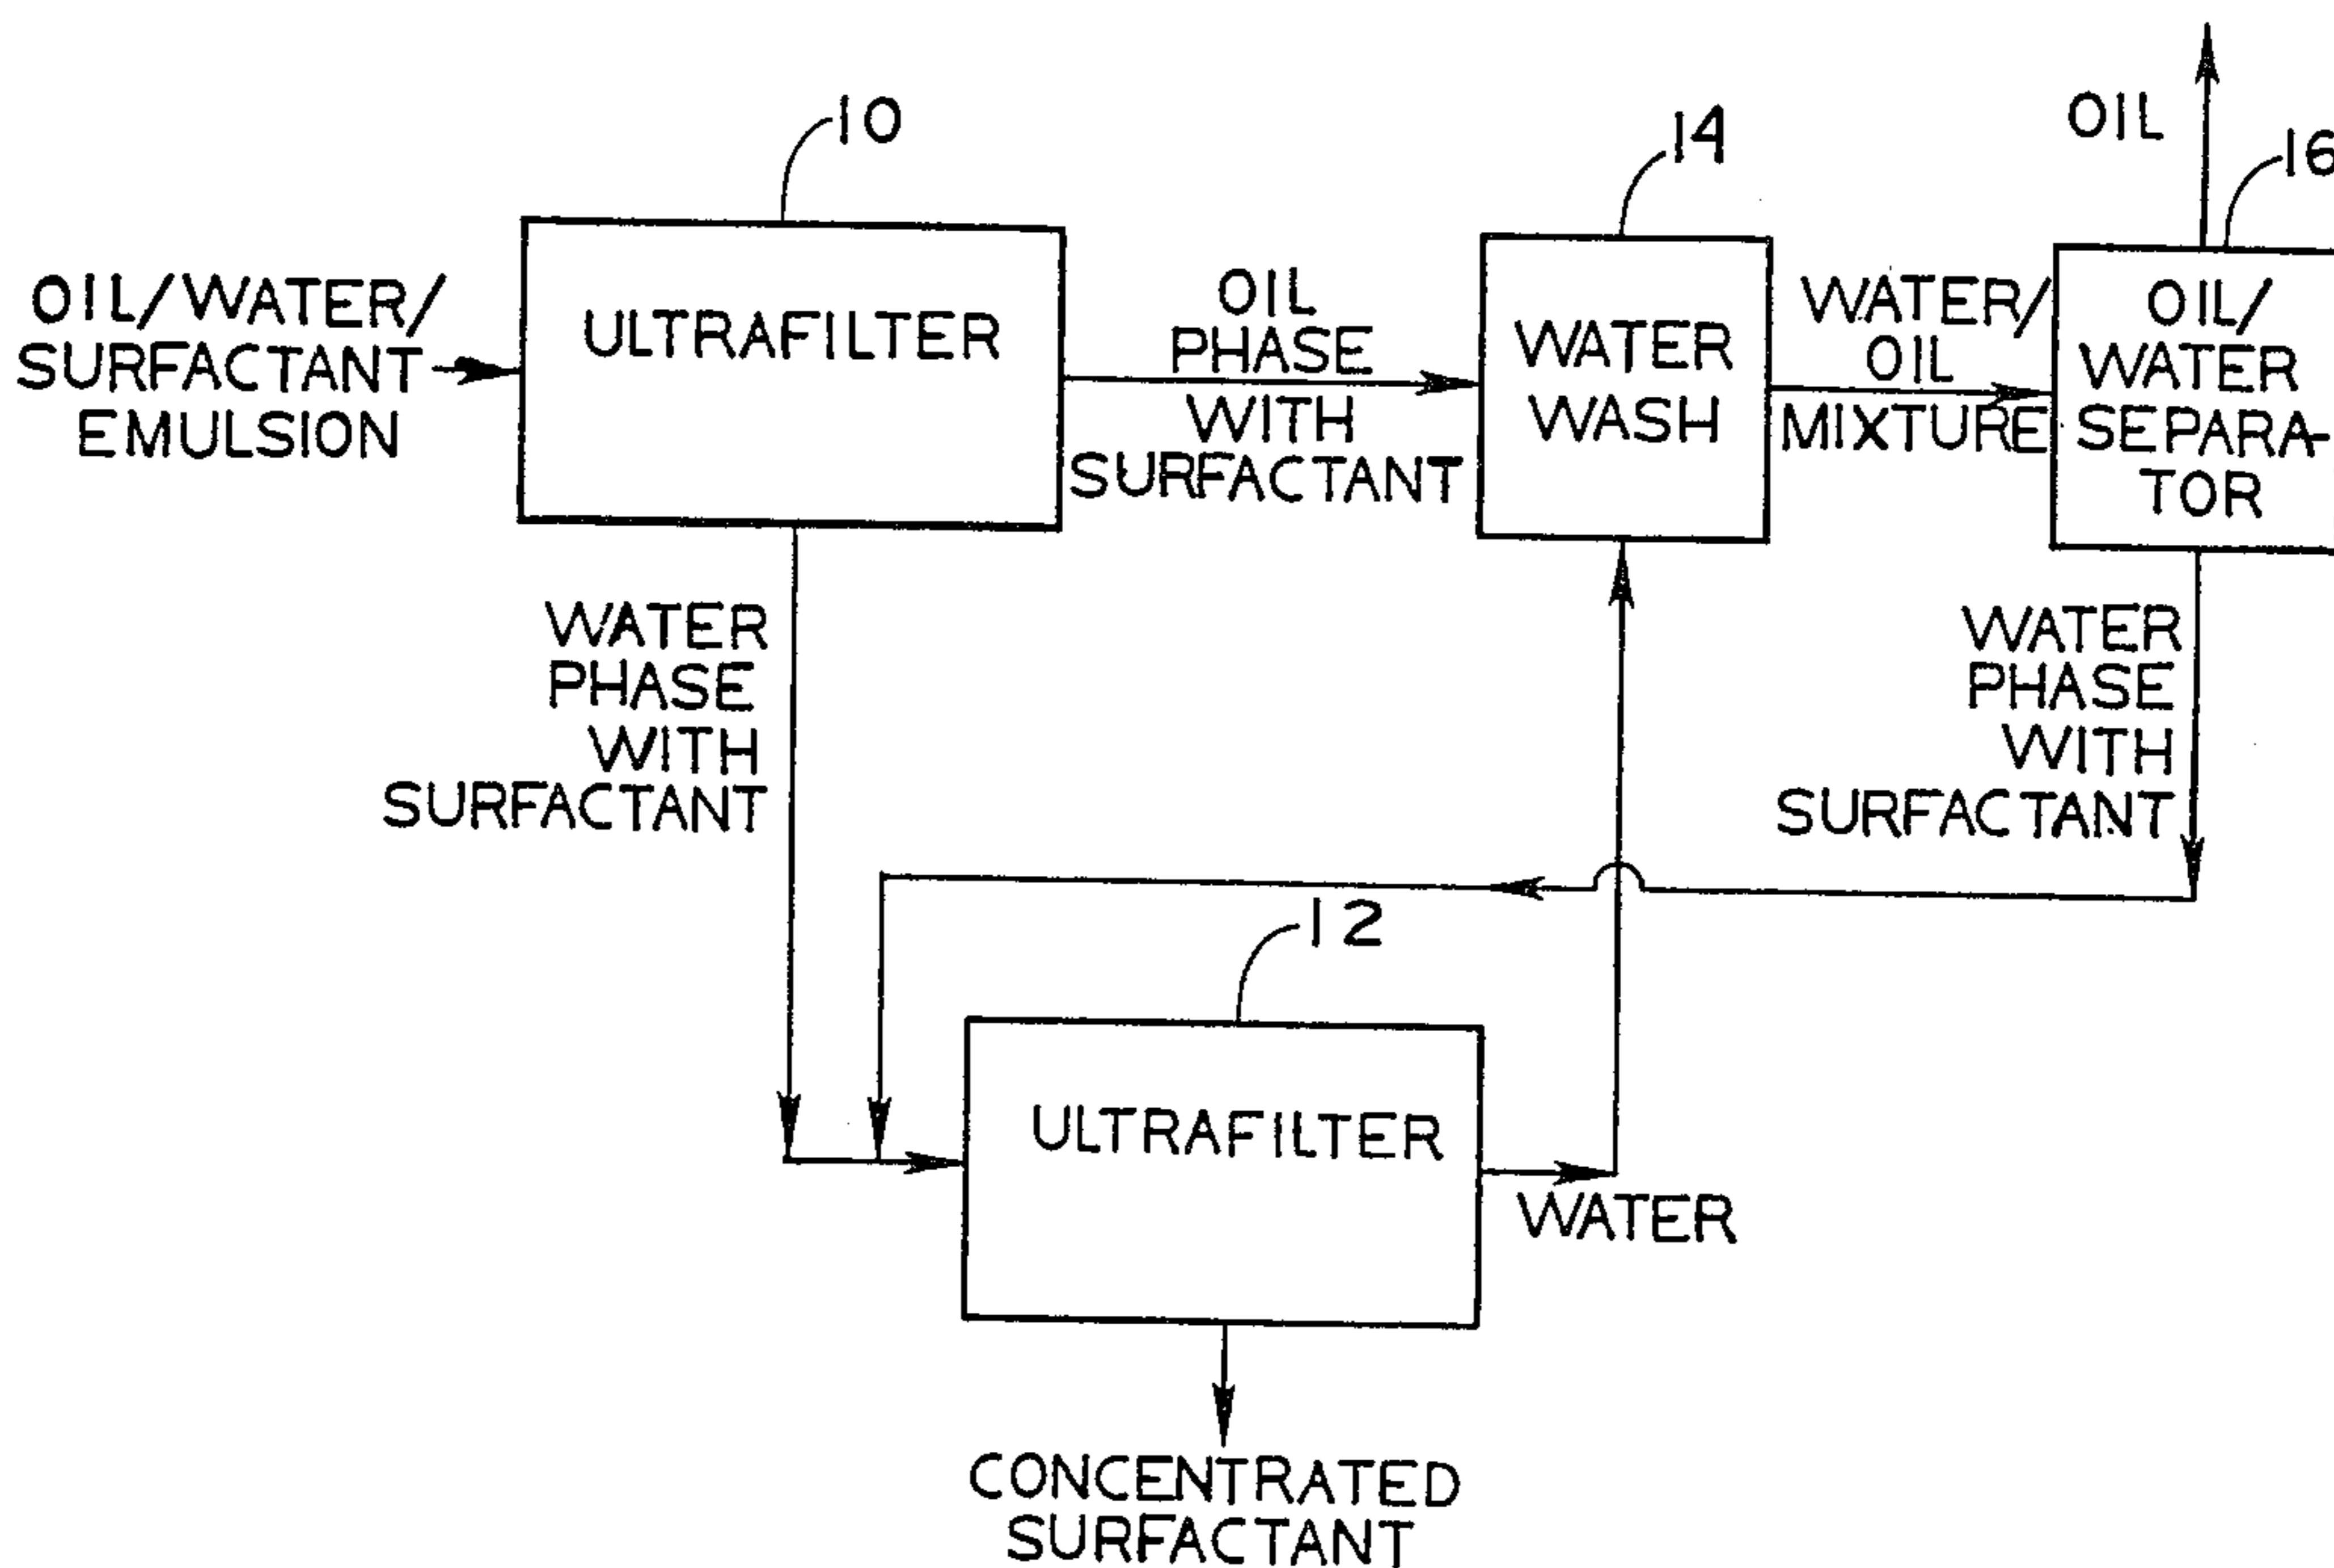 10
14
OIL
16
OIL/WATER/
SURFACTANT
EMULSION
ULTRAFILTER
OIL
PHASE
WITH
SURFACTANT
WATER
WASH
WATER/
OIL
MIXTURE
OIL/
WATER
SEPARA-
TOR
WATER
PHASE
WITH
SURFACTANT
WATER
PHASE
WITH
SURFACTANT
12
ULTRAFILTER
WATER
CONCENTRATED
SURFACTANT